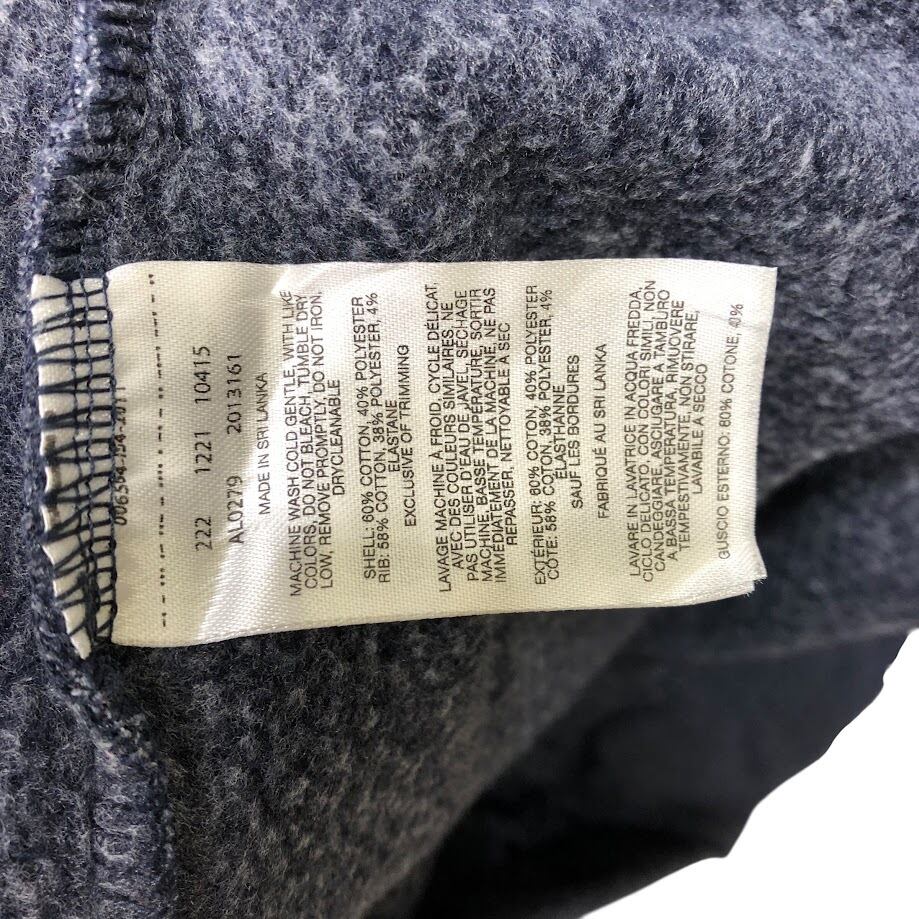 222 1221 10415
AL0279 2013161
MADE IN SRI LANKA
MACHINE WASH COLD GENTLE, WITH LIKE
COLORS, DO NOT BLEACH, TUMBLE DRY
LOW, REMOVE PROMPTLY, DO NOT IRON,
DRYCLEANABLE
SHELL: 60% COTTON, 40% POLYESTER
RIB: 58% COTTON, 38% POLYESTER, 4%
ELASTANE
EXCLUSIVE OF TRIMMING
LAVAGE MACHINE A FROID, CYCLE DÉLICAT,
AVEC DES COULEURS SIMILAIRES, NE
PAS UTILISER D'EAU DE JAVEL, SÉCHAGE
MACHINE, BASSE TEMPÉRATURE, SORTIR
IMMÉDIATEMENT DE LA MACHINE, NE PAS
REPASSER, NETTOYABLE A SEC
EXTÉRIEUR: 60% COTON, 40% POLYESTER
CÔTE: 58% COTON, 38% POLYESTER, 4%
ÉLASTHANNE
SAUF LES BORDURES
FABRIQUÉ AU SRI LANKA
LAVARE IN LAVATRICE IN ACQUA FREDDA,
CICLO DELICATO, CON COLORI SIMILI, NON
CANDEGGIARE, ASCIUGARE A TAMBURO
A BASSA TEMPERATURA, RIMUOVERE
TEMPESTIVAMENTE, NON STIRARE,
LAVABILE A SECCO
GUSCIO ESTERNO: 60% COTONE, 40%